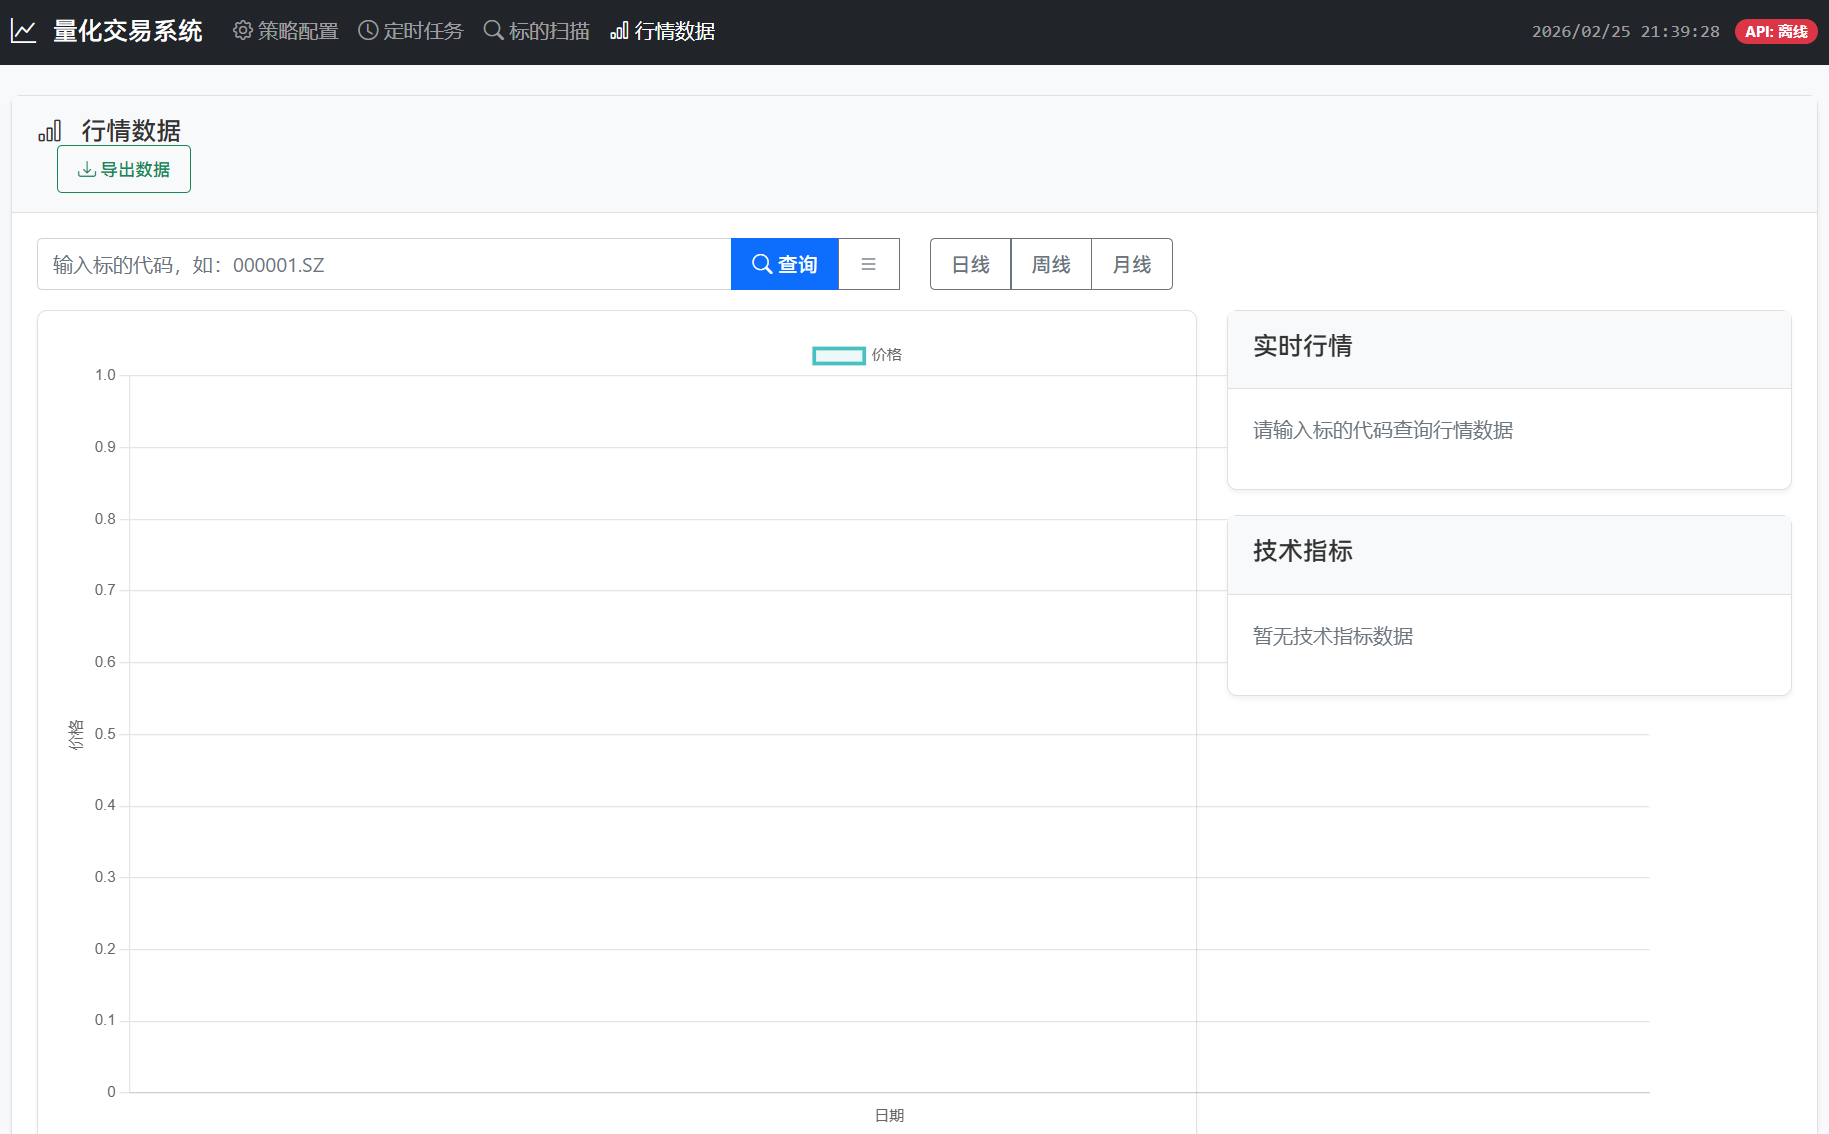 量化交易系统 策略配置 定时任务 标的扫描 行情数据 2026/02/25 21:39:28 API: 离线
行情数据
导出数据
输入标的代码，如：000001.SZ 查询 日线 周线 月线
价格
1.0
0.9
0.8
0.7
0.6
0.5
0.4
0.3
0.2
0.1
0
价格
日期
实时行情
请输入标的代码查询行情数据
技术指标
暂无技术指标数据